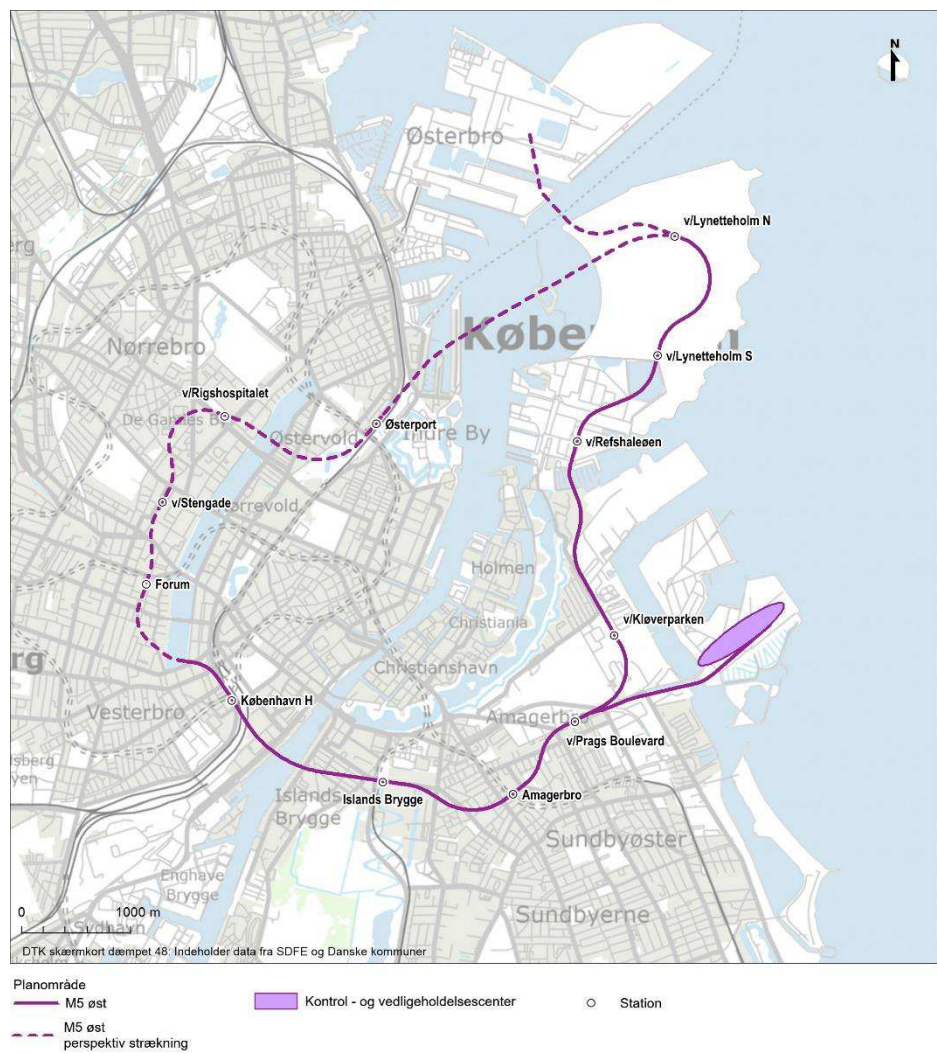 N
Østerbro
v/Lynetteholm N
Køben
n
Nørrebro
v/Lynetteholm S
v/Rigshospitalet
De Gamles By
Østervold
Østerport
Indre By
v/Refshaleøen
v/Stengade
Nørrevold
Holmen
Forum
Christiania
v/Kløverparken
rg
Christianshavn
København H
Vesterbro
Amagerbro
v/Prags Boulevard
Islands Brygge
Amagerbro
Islands
Brygge
Sundbyøster
Enghave
Brygge
Sundbyerne
0 1000 m
Sydhavn
DTK skærmkort dæmpet 48: Indeholder data fra SDFE og Danske kommuner
Planområde
M5 øst
Kontrol - og vedligeholdelsescenter
Station
M5 øst
perspektiv strækning